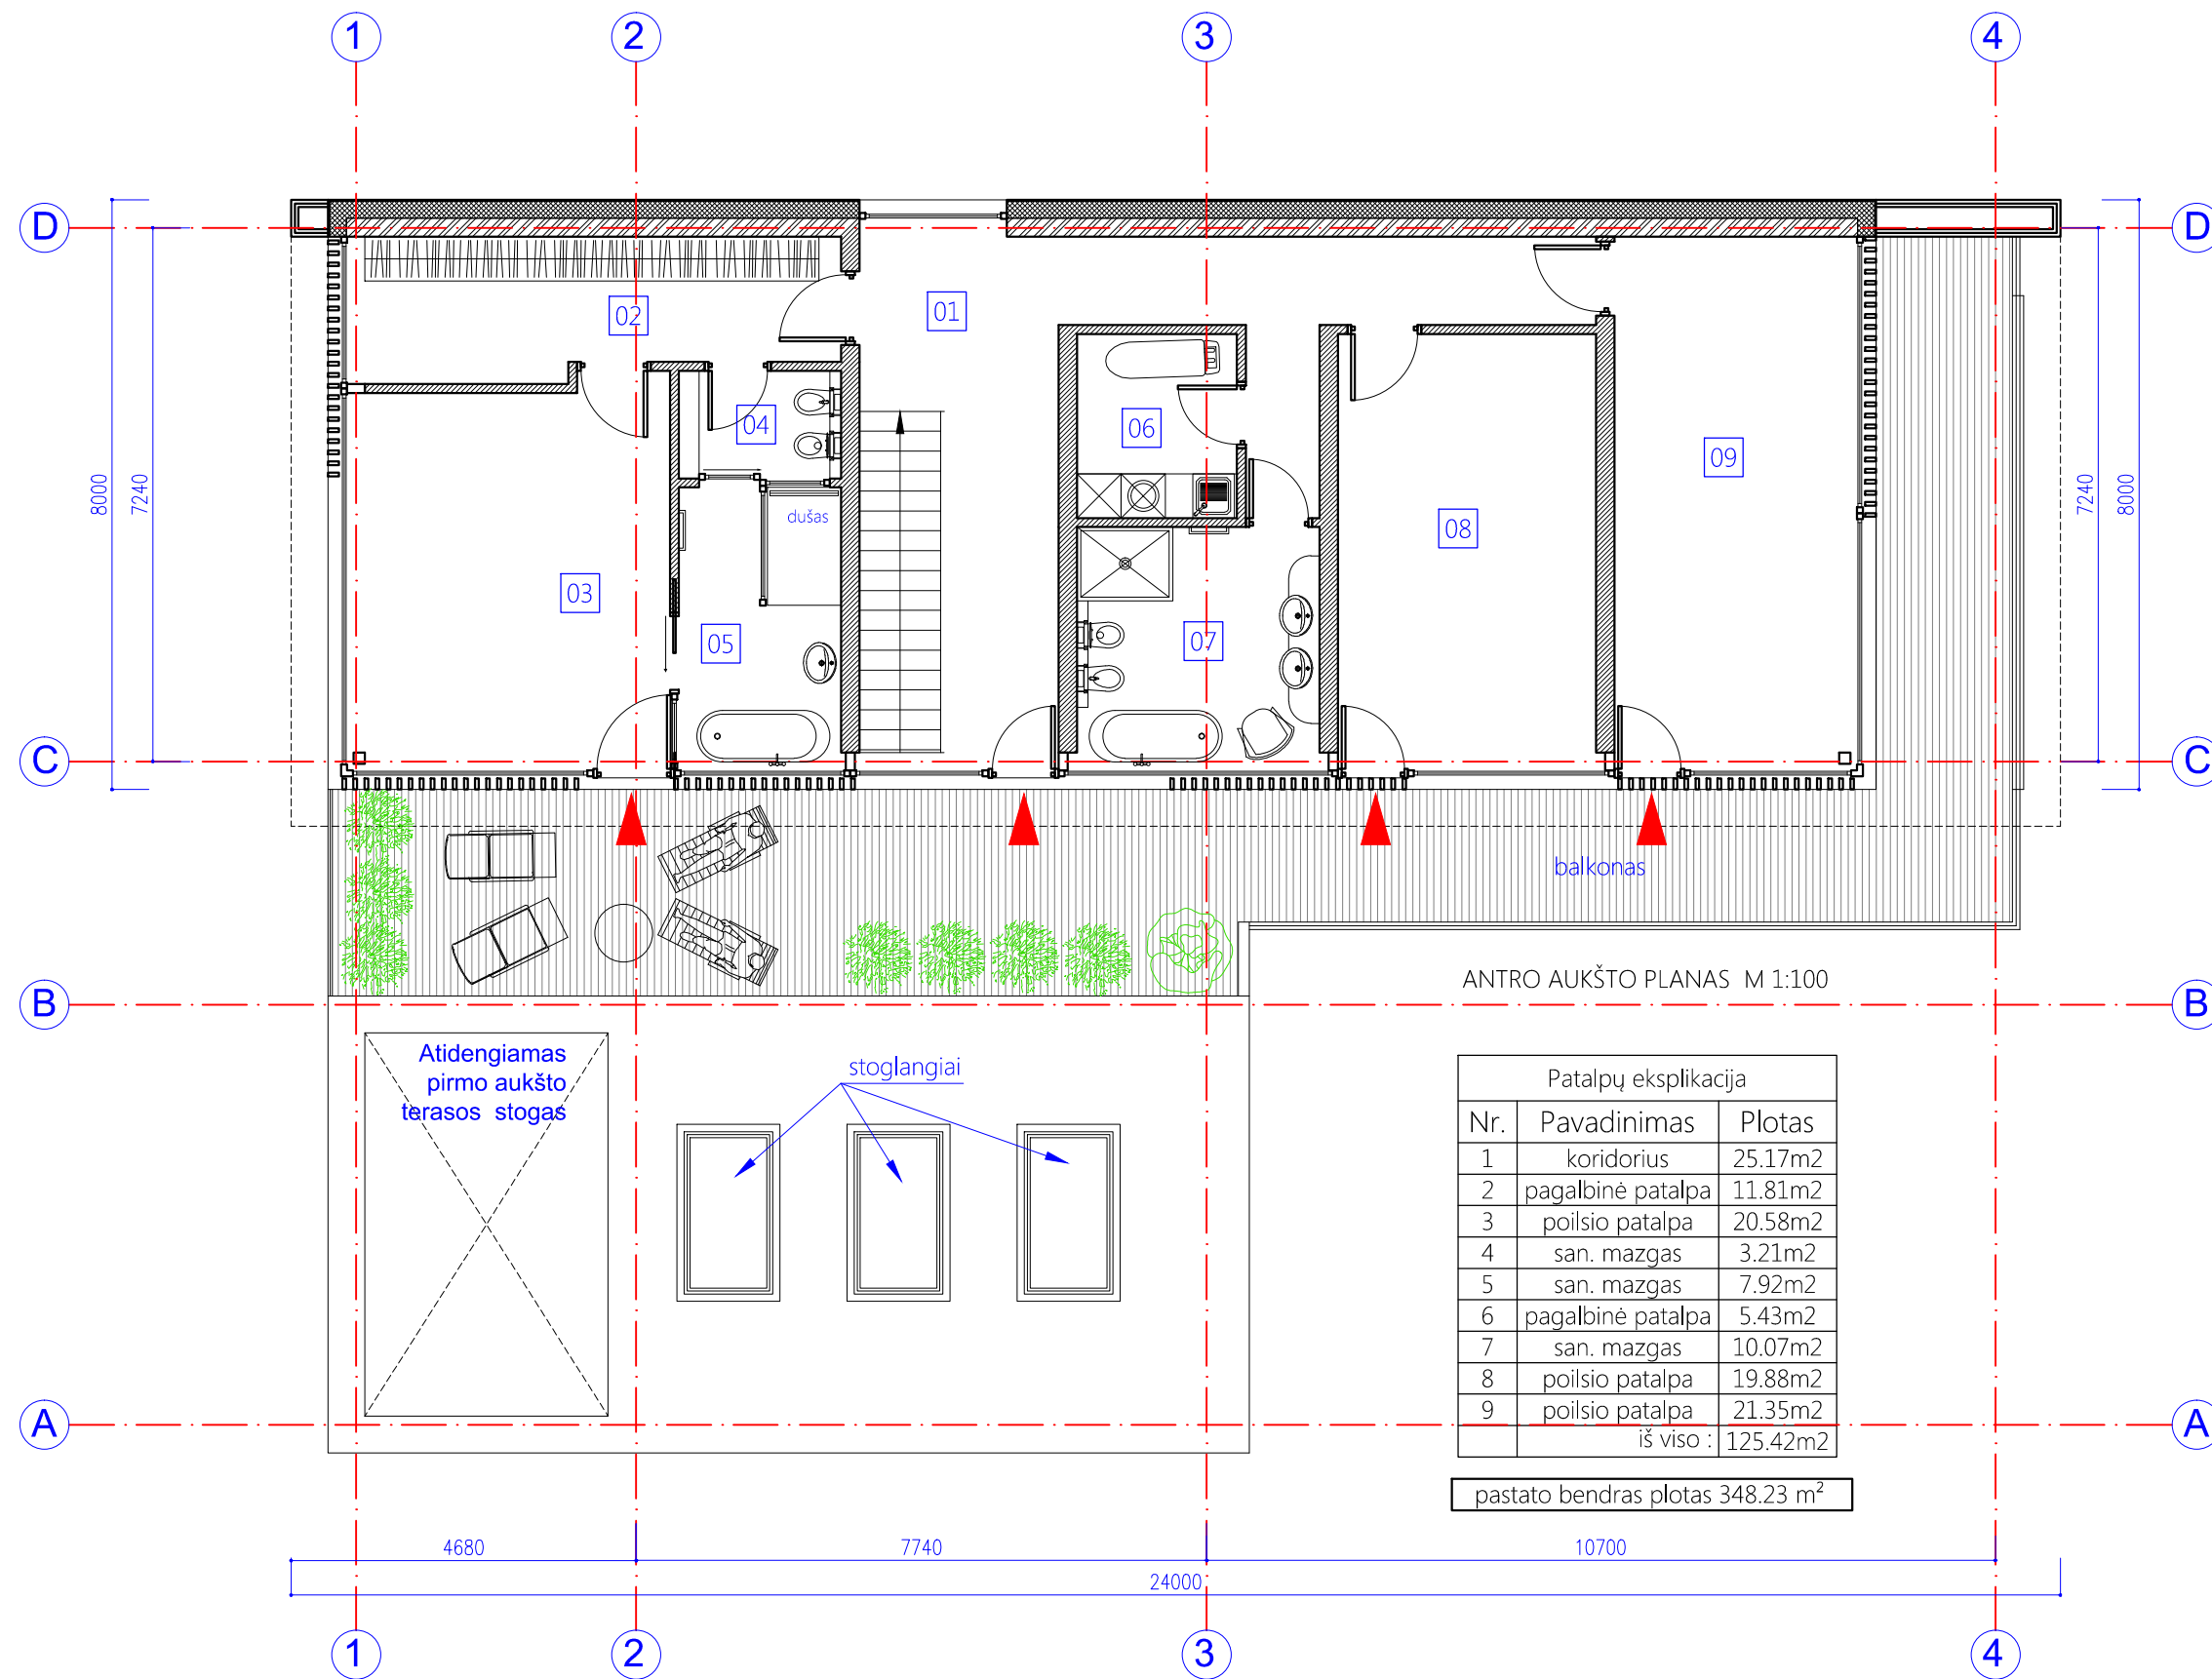 1 2 3 4
D D
02 01
04 06 09
8000 7240 7240 8000
dušas
08
03
05 07
C C
balkonas
ANTRO AUKŠTO PLANAS M 1:100
B B
Atidengiamas
pirmo aukšto
terasos stogas
stoglangiai
Patalpų eksplikacija
Nr. Pavadinimas Plotas
1 koridorius 25.17m2
2 pagalbinė patalpa 11.81m2
3 poilsio patalpa 20.58m2
4 san. mazgas 3.21m2
5 san. mazgas 7.92m2
6 pagalbinė patalpa 5.43m2
7 san. mazgas 10.07m2
8 poilsio patalpa 19.88m2
9 poilsio patalpa 21.35m2
iš viso : 125.42m2
A A
pastato bendras plotas 348.23 m²
4680 7740 10700
24000
1 2 3 4